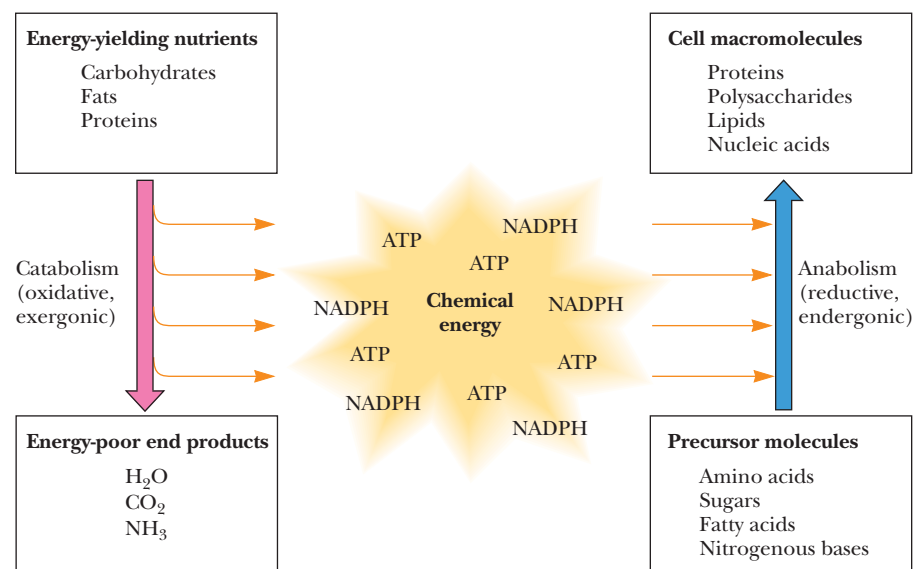 Energy-yielding nutrients
Carbohydrates
Fats
Proteins
Catabolism
(oxidative,
exergonic)
Energy-poor end products
H₂O
CO₂
NH₃
ATP
NADPH
ATP
NADPH
Chemical
energy
NADPH
ATP
ATP
NADPH
ATP
NADPH
Cell macromolecules
Proteins
Polysaccharides
Lipids
Nucleic acids
Anabolism
(reductive,
endergonic)
Precursor molecules
Amino acids
Sugars
Fatty acids
Nitrogenous bases